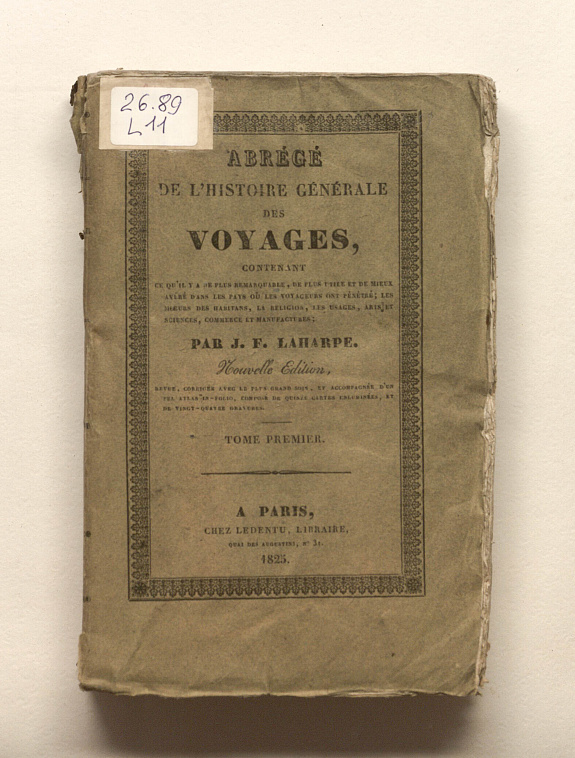 26.89
L11
ABRÉGÉ
DE L'HISTOIRE GÉNÉRALE
DES
VOYAGES,
CONTENANT
CE QU'IL Y A DE PLUS REMARQUABLE, DE PLUS UTILE ET DE MIEUX
AVÉRÉ DANS LES PAYS OÙ LES VOYAGEURS ONT PÉNÉTRÉ; LES
MŒURS DES HABITANS, LA RELIGION, LES USAGES, ARTS ET
SCIENCES, COMMERCE ET MANUFACTURES;
PAR J. F. LAHARPE.
Nouvelle Edition,
REVUE, CORRIGÉE AVEC LE PLUS GRAND SOIN, ET ACCOMPAGNÉE D'UN
BEL ATLAS IN-FOLIO, COMPOSÉ DE QUINZE CARTES ENLUMINÉES, ET
DE VINGT-QUATRE GRAVURES.
TOME PREMIER.
A PARIS,
CHEZ LEDENTU, LIBRAIRE,
QUAI DES AUGUSTINS, N° 31.
1825.